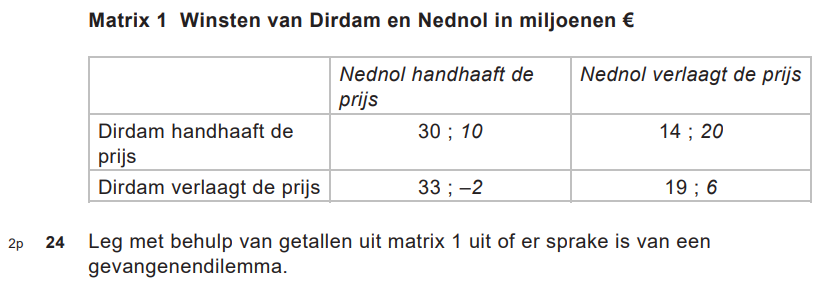 Matrix 1 Winsten van Dirdam en Nednol in miljoenen €
Nednol handhaaft de
prijs
Nednol verlaagt de prijs
Dirdam handhaaft de
prijs
30 ; 10
14 ; 20
Dirdam verlaagt de prijs
33 ; –2
19 ; 6
2p 24 Leg met behulp van getallen uit matrix 1 uit of er sprake is van een
gevangenendilemma.